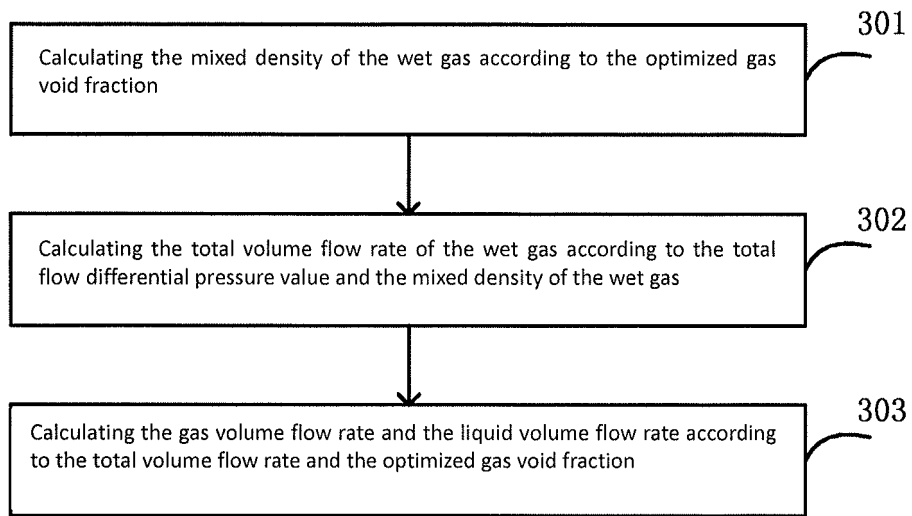 301
Calculating the mixed density of the wet gas according to the optimized gas
void fraction
302
Calculating the total volume flow rate of the wet gas according to the total
flow differential pressure value and the mixed density of the wet gas
303
Calculating the gas volume flow rate and the liquid volume flow rate according
to the total volume flow rate and the optimized gas void fraction